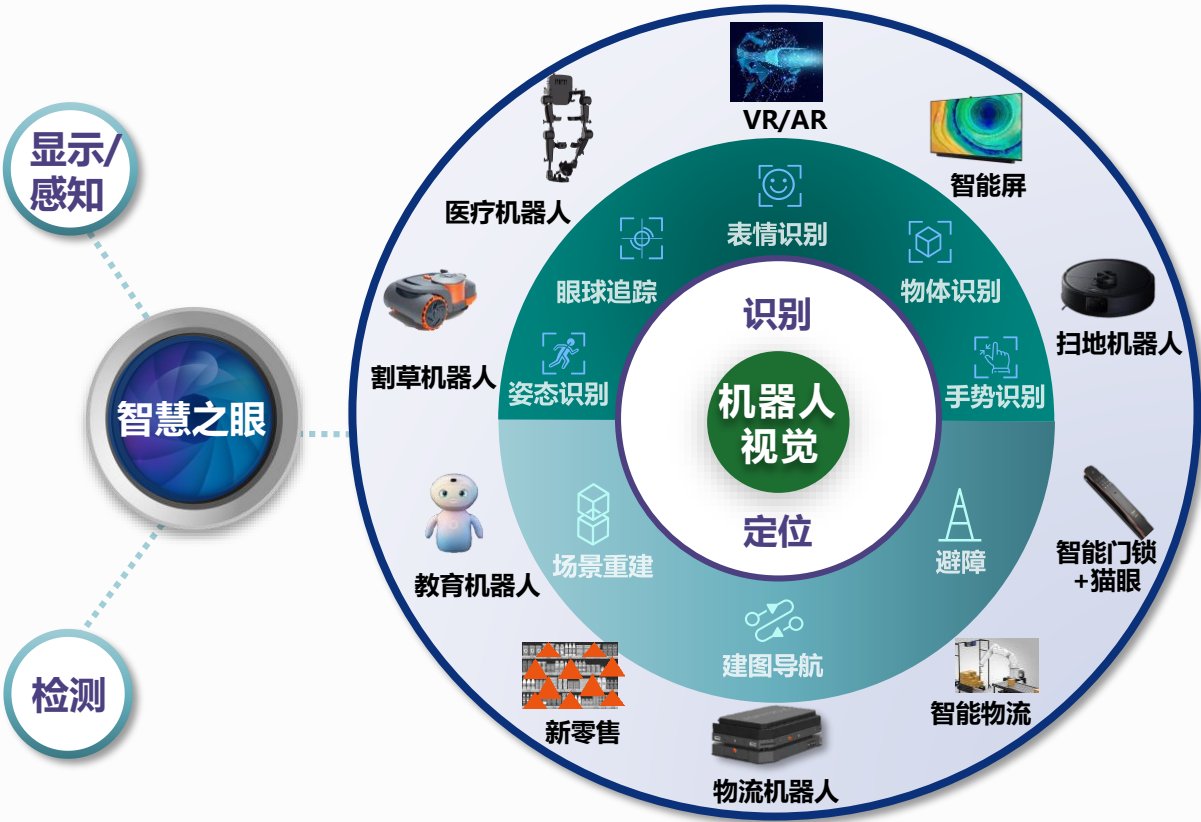 显示/
感知
智慧之眼
检测
VR/AR
智能屏
医疗机器人
扫地机器人
割草机器人
智能门锁
+猫眼
教育机器人
智能物流
新零售
物流机器人
表情识别
眼球追踪
物体识别
姿态识别
手势识别
识别
机器人
视觉
定位
场景重建
避障
建图导航